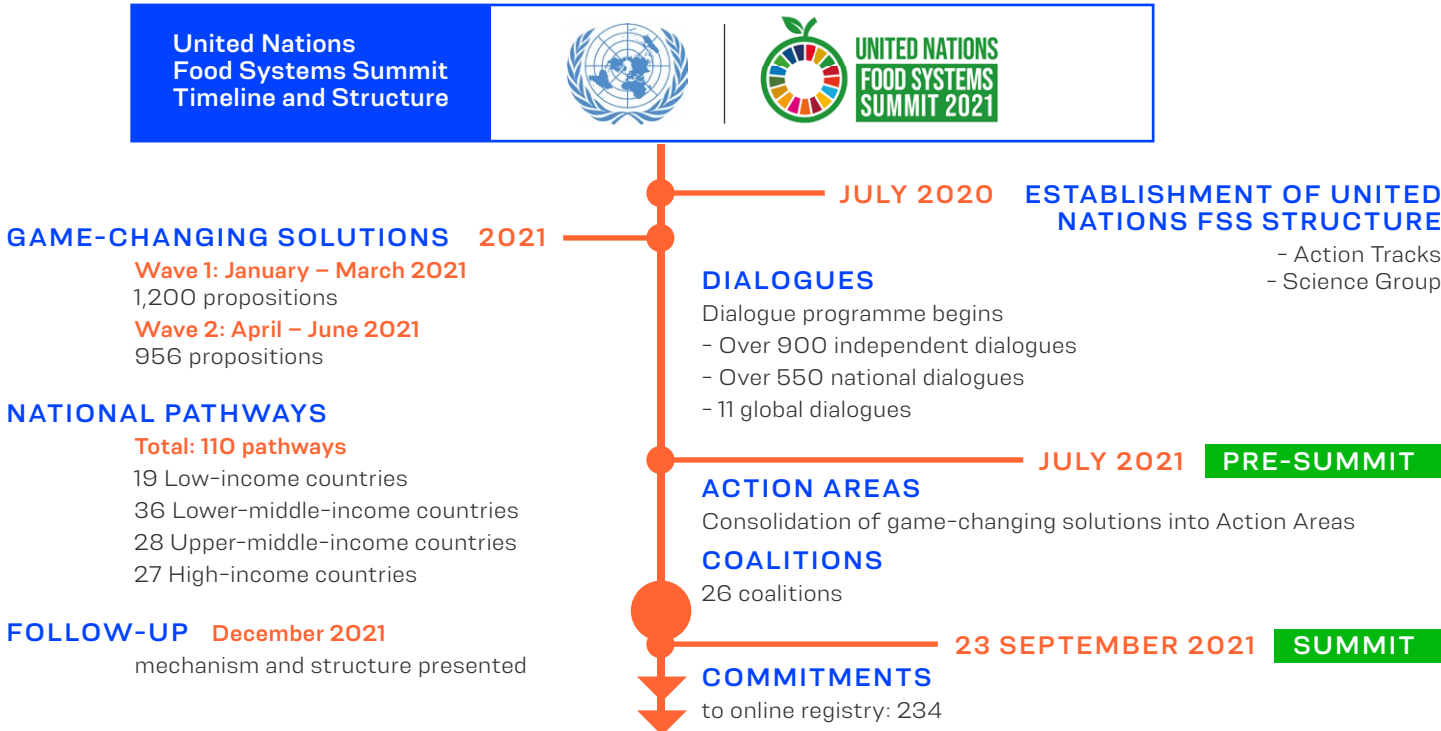 United Nations
Food Systems Summit
Timeline and Structure
UNITED NATIONS
FOOD SYSTEMS
SUMMIT 2021
JULY 2020 ESTABLISHMENT OF UNITED
NATIONS FSS STRUCTURE
- Action Tracks
- Science Group
GAME-CHANGING SOLUTIONS 2021
Wave 1: January – March 2021
1,200 propositions
Wave 2: April – June 2021
956 propositions
DIALOGUES
Dialogue programme begins
- Over 900 independent dialogues
- Over 550 national dialogues
- 11 global dialogues
NATIONAL PATHWAYS
Total: 110 pathways
19 Low-income countries
36 Lower-middle-income countries
28 Upper-middle-income countries
27 High-income countries
JULY 2021 PRE-SUMMIT
ACTION AREAS
Consolidation of game-changing solutions into Action Areas
COALITIONS
26 coalitions
FOLLOW-UP December 2021
mechanism and structure presented
23 SEPTEMBER 2021 SUMMIT
COMMITMENTS
to online registry: 234